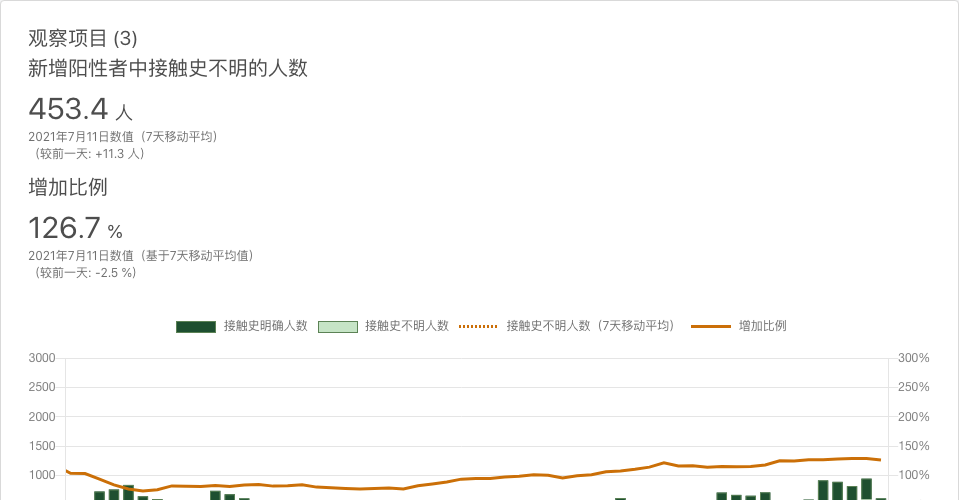 观察项目 (3)
新增阳性者中接触史不明的人数
453.4 人
2021年7月11日数值（7天移动平均）
（较前一天: +11.3 人）
增加比例
126.7 %
2021年7月11日数值（基于7天移动平均值）
（较前一天: -2.5 %）
接触史明确人数 接触史不明人数 接触史不明人数（7天移动平均） 增加比例
3000 300%
2500 250%
2000 200%
1500 150%
1000 100%